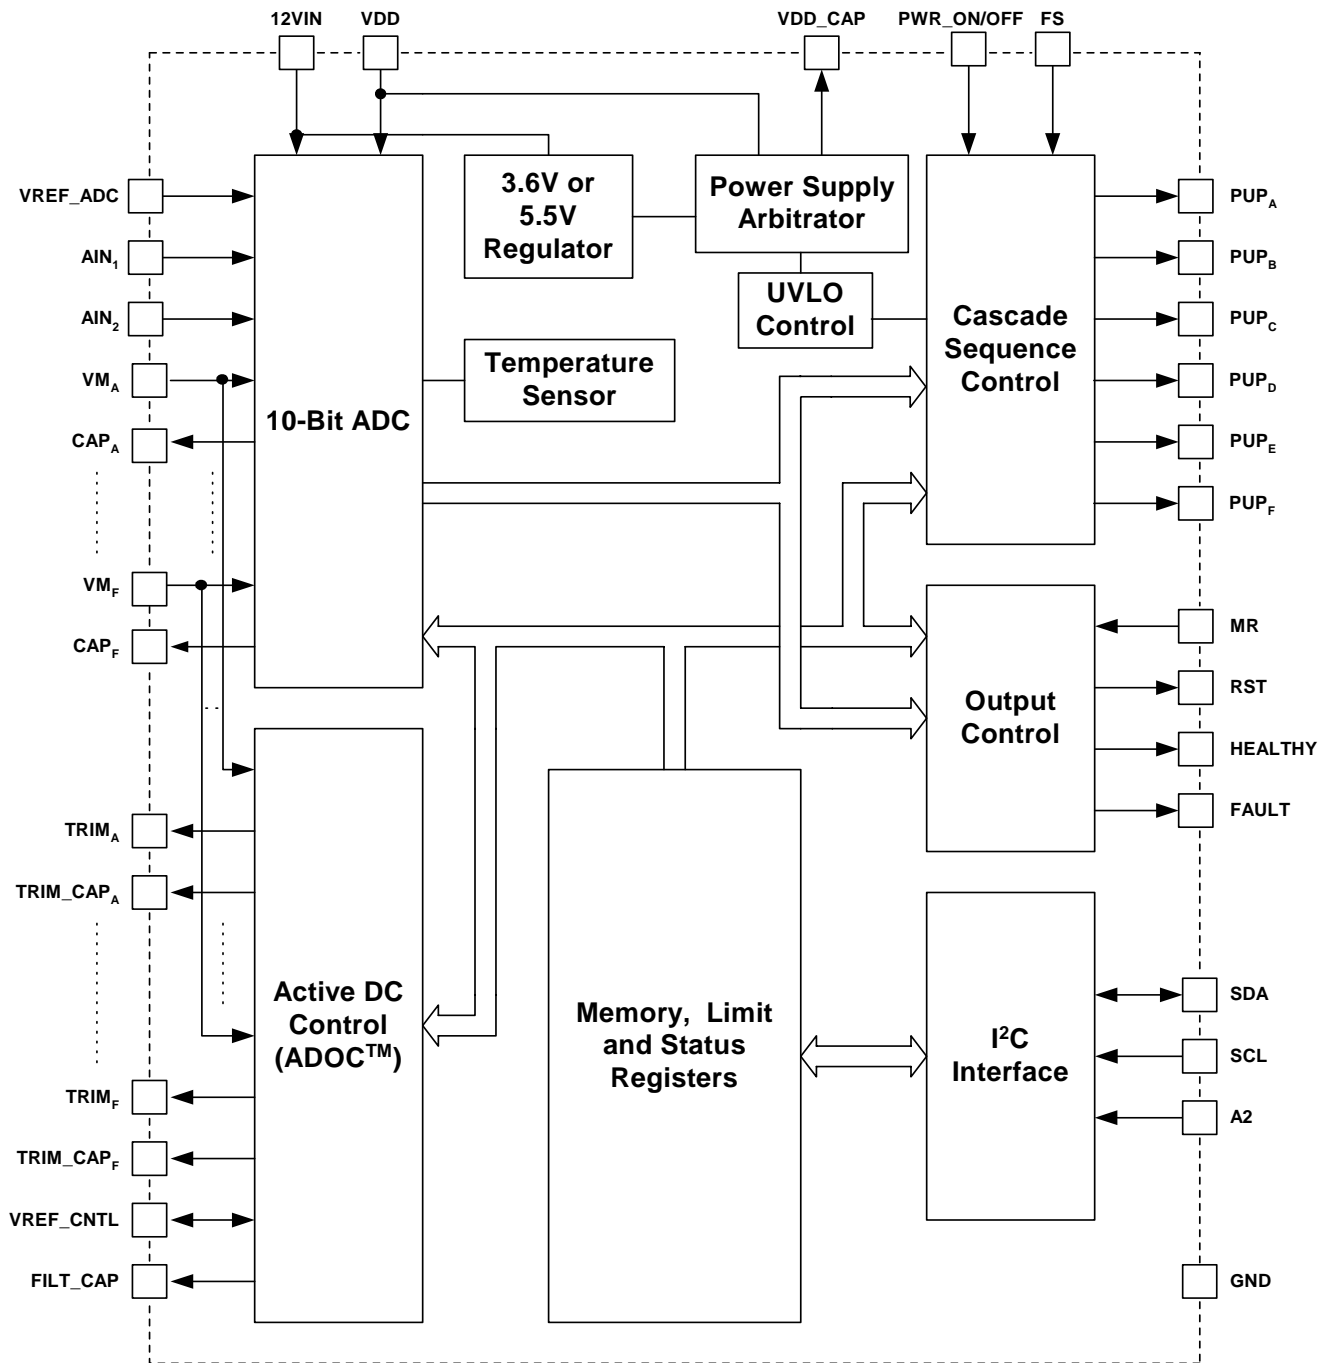 12VIN
VDD
VDD_CAP
PWR_ON/OFF
FS
VREF_ADC
AIN1
AIN2
VMA
CAPA
VMF
CAPF
TRIMA
TRIM_CAPA
TRIMF
TRIM_CAPF
VREF_CNTL
FILT_CAP
10-Bit ADC
3.6V or
5.5V
Regulator
Power Supply
Arbitrator
UVLO
Control
Temperature
Sensor
Cascade
Sequence
Control
Output
Control
Active DC
Control
(ADOC™)
Memory, Limit
and Status
Registers
I²C
Interface
PUPA
PUPB
PUPC
PUPD
PUPE
PUPF
MR
RST
HEALTHY
FAULT
SDA
SCL
A2
GND